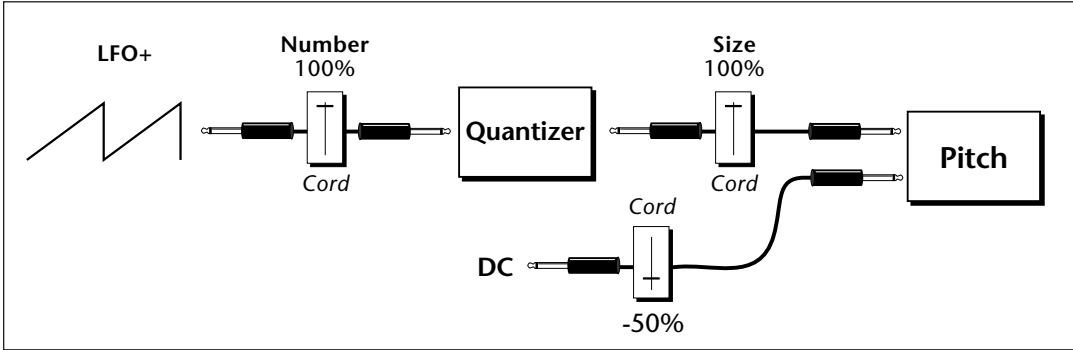 LFO+
Number
100%
Cord
Quantizer
Size
100%
Cord
Pitch
Cord
DC
-50%